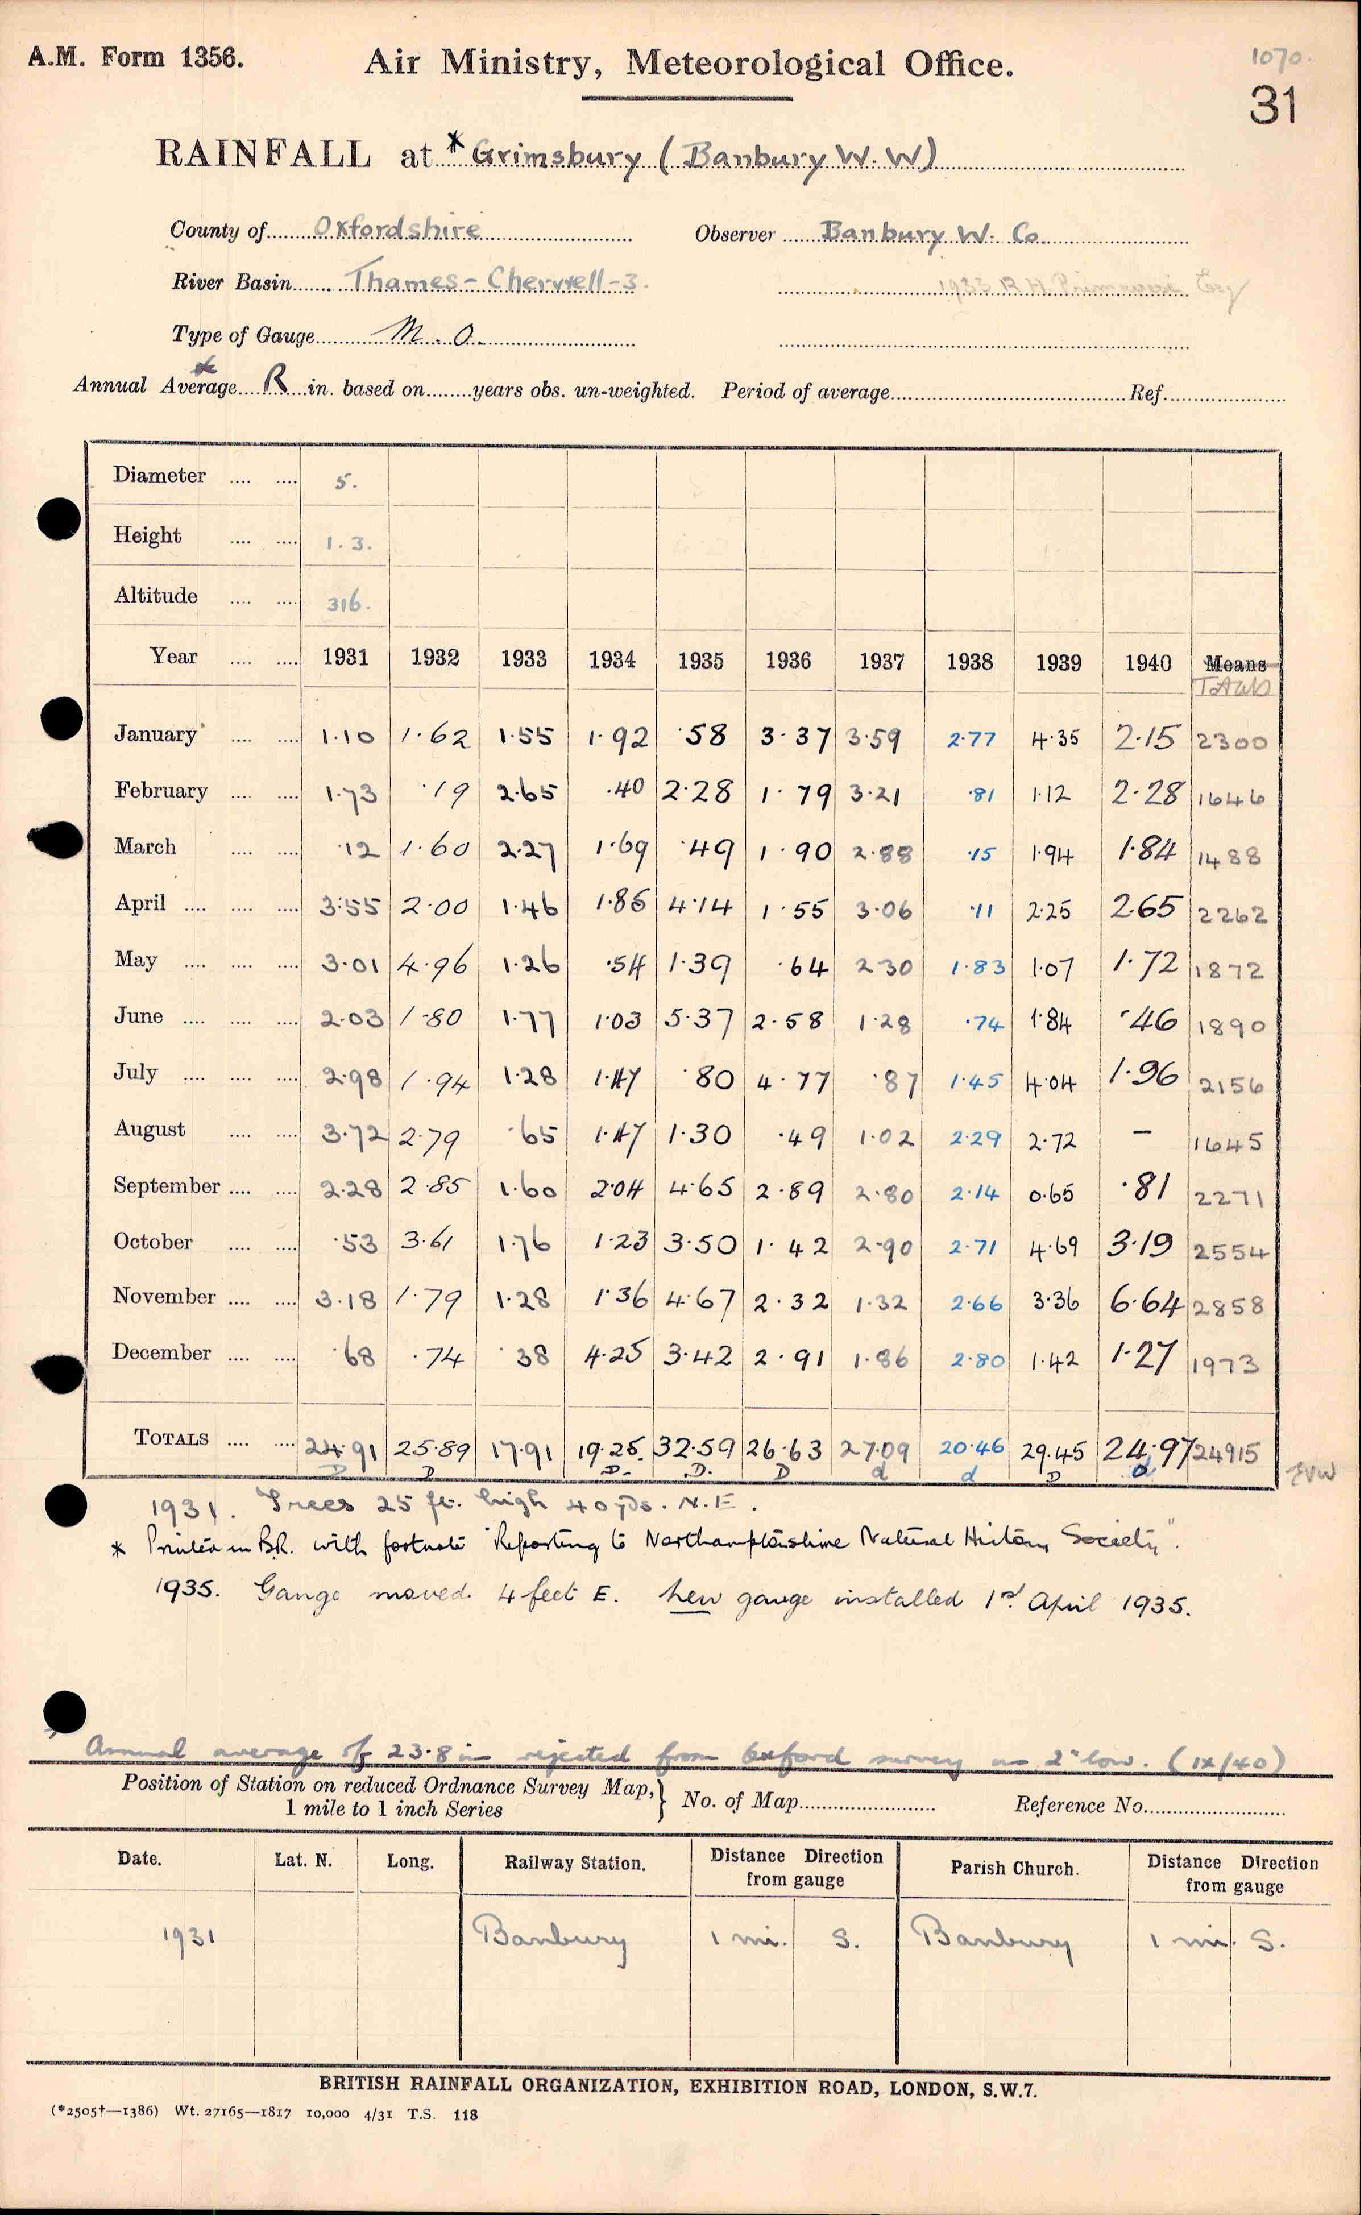 A.M. Form 1356.
Air Ministry, Meteorological Office.
1070.
31
RAINFALL at *Grimsbury (Banbury W. W)
County of Oxfordshire Observer Banbury W. Co
River Basin Thames - Cherwell - 3. 1933 R H Esq
Type of Gauge M. O.
Annual Average R in. based on years obs. un-weighted. Period of average Ref.
Diameter 5.
Height 1.3.
Altitude 316.
Year 1931 1932 1933 1934 1935 1936 1937 1938 1939 1940 Means
January 1·10 1·62 1·55 1·92 ·58 3·37 3·59 2·77 4·35 2·15 2300
February 1·73 ·19 2·65 ·40 2·28 1·79 3·21 ·81 1·12 2·28 1646
March ·12 1·60 2·27 1·69 ·49 1·90 2·88 ·15 1·94 1·84 1488
April 3·55 2·00 1·46 1·85 4·14 1·55 3·06 ·11 2·25 2·65 2262
May 3·01 4·96 1·26 ·54 1·39 ·64 2·30 1·83 1·07 1·72 1872
June 2·03 1·80 1·77 1·03 5·37 2·58 1·28 ·74 1·84 ·46 1890
July 2·98 1·94 1·28 1·47 ·80 4·77 ·87 1·45 4·04 1·96 2156
August 3·72 2·79 ·65 1·47 1·30 ·49 1·02 2·29 2·72 – 1645
September 2·28 2·85 1·60 2·04 4·65 2·89 2·80 2·14 0·65 ·81 2271
October ·53 3·61 1·76 1·23 3·50 1·42 2·90 2·71 4·69 3·19 2554
November 3·18 1·79 1·28 1·36 4·67 2·32 1·32 2·66 3·36 6·64 2858
December ·68 ·74 ·38 4·25 3·42 2·91 1·86 2·80 1·42 1·27 1973
TOTALS 24·91 25·89 17·91 19·25. 32·59 26·63 27·09 20·46 29·45 24·97 24915
D D D. D. D d d D d
1931. Trees 25 ft. high 40 yds. N.E.
* Printed in B.R. with footnote "Reporting to Northamptonshire Natural History Society".
1935. Gauge moved 4 feet E. New gauge installed 1st April 1935.
* Annual average of 23·8 in rejected from Oxford survey as 2" low. (IX/40)
Position of Station on reduced Ordnance Survey Map, 1 mile to 1 inch Series } No. of Map Reference No.
Date. Lat. N. Long. Railway Station. Distance Direction from gauge Parish Church. Distance Direction from gauge
1931 Banbury 1 mi. S. Banbury 1 mi. S.
BRITISH RAINFALL ORGANIZATION, EXHIBITION ROAD, LONDON, S.W.7.
(*2505†—1386) Wt. 27165—1817 10,000 4/31 T.S. 118